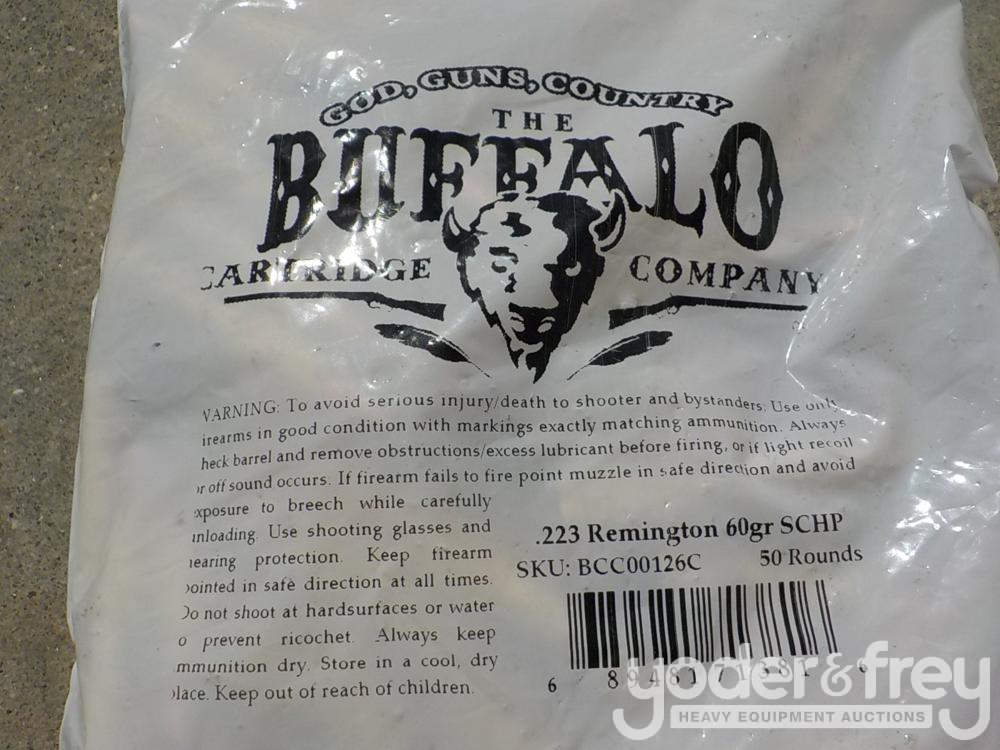 GOD, GUNS, COUNTRY
THE
BUFFALO
CARTRIDGE COMPANY
WARNING: To avoid serious injury/death to shooter and bystanders: Use only
irearms in good condition with markings exactly matching ammunition. Always
heck barrel and remove obstructions/excess lubricant before firing, or if light recoil
or off sound occurs. If firearm fails to fire point muzzle in safe direction and avoid
exposure to breech while carefully
unloading. Use shooting glasses and
hearing protection. Keep firearm
pointed in safe direction at all times.
Do not shoot at hardsurfaces or water
o prevent ricochet. Always keep
mmunition dry. Store in a cool, dry
place. Keep out of reach of children.
.223 Remington 60gr SCHP
SKU: BCC00126C 50 Rounds
6 89481 71381 6
yoder&frey
HEAVY EQUIPMENT AUCTIONS